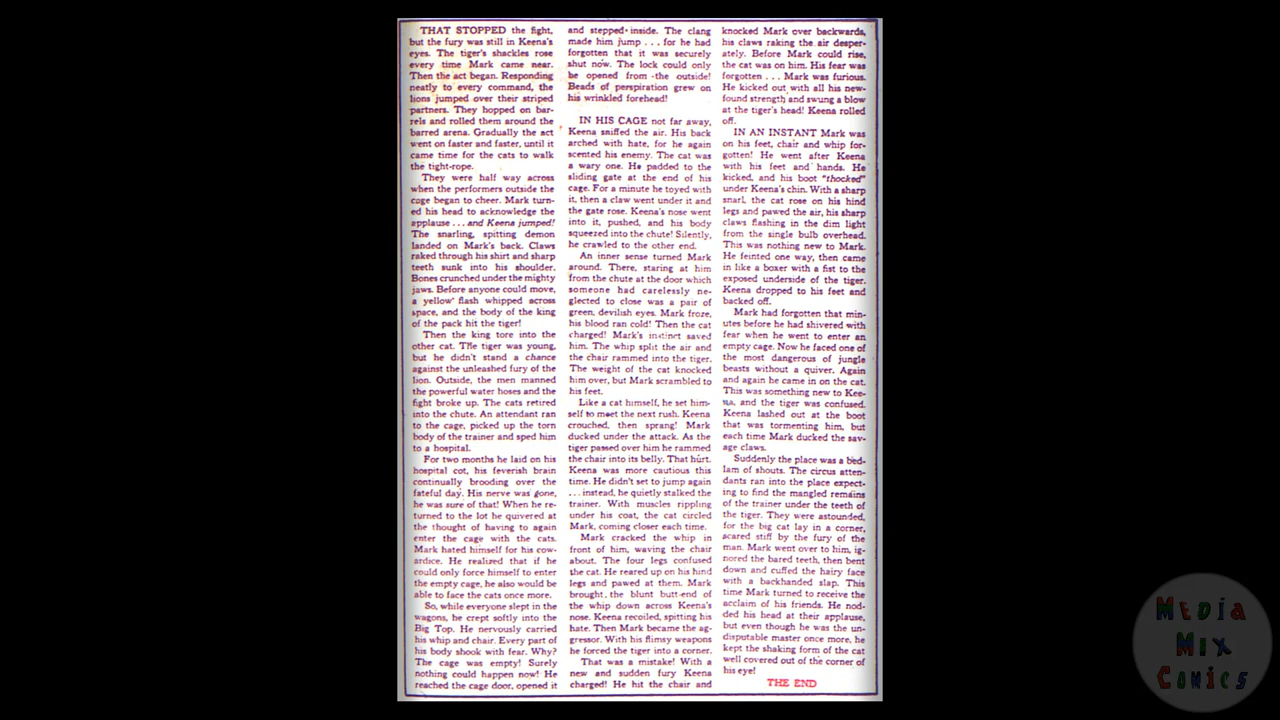 THAT STOPPED the fight,
but the fury was still in Keena's
eyes. The tiger's shackles rose
every time Mark came near.
Then the act began. Responding
neatly to every command, the
lions jumped over their striped
partners. They hopped on bar-
rels and rolled them around the
barred arena. Gradually the act
went on faster and faster, until it
came time for the cats to walk
the tight-rope.
They were half way across
when the performers outside the
cage began to cheer. Mark turn-
ed his head to acknowledge the
applause . . . and Keena jumped!
The snarling, spitting demon
landed on Mark's back. Claws
raked through his shirt and sharp
teeth sunk into his shoulder.
Bones crunched under the mighty
jaws. Before anyone could move,
a yellow flash whipped across
space, and the body of the king
of the pack hit the tiger!
Then the king tore into the
other cat. The tiger was young,
but he didn't stand a chance
against the unleashed fury of the
lion. Outside, the men manned
the powerful water hoses and the
fight broke up. The cats retired
into the chute. An attendant ran
to the cage, picked up the torn
body of the trainer and sped him
to a hospital.
For two months he laid on his
hospital cot, his feverish brain
continually brooding over the
fateful day. His nerve was gone,
he was sure of that! When he re-
turned to the lot he quivered at
the thought of having to again
enter the cage with the cats.
Mark hated himself for his cow-
ardice. He realized that if he
could only force himself to enter
the empty cage, he also would be
able to face the cats once more.
So, while everyone slept in the
wagons, he crept softly into the
Big Top. He nervously carried
his whip and chair. Every part of
his body shook with fear. Why?
The cage was empty! Surely
nothing could happen now! He
reached the cage door, opened it
and stepped inside. The clang
made him jump . . . for he had
forgotten that it was securely
shut now. The lock could only
be opened from the outside!
Beads of perspiration grew on
his wrinkled forehead!
IN HIS CAGE not far away,
Keena sniffed the air. His back
arched with hate, for he again
scented his enemy. The cat was
a wary one. He padded to the
sliding gate at the end of his
cage. For a minute he toyed with
it, then a claw went under it and
the gate rose. Keena's nose went
into it, pushed, and his body
squeezed into the chute! Silently,
he crawled to the other end.
An inner sense turned Mark
around. There, staring at him
from the chute at the door which
someone had carelessly ne-
glected to close was a pair of
green, devilish eyes. Mark froze,
his blood ran cold! Then the cat
charged! Mark's instinct saved
him. The whip split the air and
the chair rammed into the tiger.
The weight of the cat knocked
him over, but Mark scrambled to
his feet.
Like a cat himself, he set him-
self to meet the next rush. Keena
crouched, then sprang! Mark
ducked under the attack. As the
tiger passed over him he rammed
the chair into its belly. That hurt.
Keena was more cautious this
time. He didn't set to jump again
. . . instead, he quietly stalked the
trainer. With muscles rippling
under his coat, the cat circled
Mark, coming closer each time.
Mark cracked the whip in
front of him, waving the chair
about. The four legs confused
the cat. He reared up on his hind
legs and pawed at them. Mark
brought the blunt butt-end of
the whip down across Keena's
nose. Keena recoiled, spitting his
hate. Then Mark became the ag-
gressor. With his flimsy weapons
he forced the tiger into a corner.
That was a mistake! With a
new and sudden fury Keena
charged! He hit the chair and
knocked Mark over backwards,
his claws raking the air desper-
ately. Before Mark could rise,
the cat was on him. His fear was
forgotten . . . Mark was furious.
He kicked out with all his new-
found strength and swung a blow
at the tiger's head! Keena rolled
off.
IN AN INSTANT Mark was
on his feet, chair and whip for-
gotten! He went after Keena
with his feet and hands. He
kicked, and his boot "thocked"
under Keena's chin. With a sharp
snarl, the cat rose on his hind
legs and pawed the air, his sharp
claws flashing in the dim light
from the single bulb overhead.
This was nothing new to Mark.
He feinted one way, then came
in like a boxer with a fist to the
exposed underside of the tiger.
Keena dropped to his feet and
backed off.
Mark had forgotten that min-
utes before he had shivered with
fear when he went to enter an
empty cage. Now he faced one of
the most dangerous of jungle
beasts without a quiver. Again
and again he came in on the cat.
This was something new to Kee-
na, and the tiger was confused.
Keena lashed out at the boot
that was tormenting him, but
each time Mark ducked the sav-
age claws.
Suddenly the place was a bed-
lam of shouts. The circus atten-
dants ran into the place expect-
ing to find the mangled remains
of the trainer under the teeth of
the tiger. They were astounded,
for the big cat lay in a corner,
scared stiff by the fury of the
man. Mark went over to him, ig-
nored the bared teeth, then bent
down and cuffed the hairy face
with a backhanded slap. This
time Mark turned to receive the
acclaim of his friends. He nod-
ded his head at their applause,
but even though he was the un-
disputable master once more, he
kept the shaking form of the cat
well covered out of the corner of
his eye!
THE END
MEDIA
MIX
COMICS